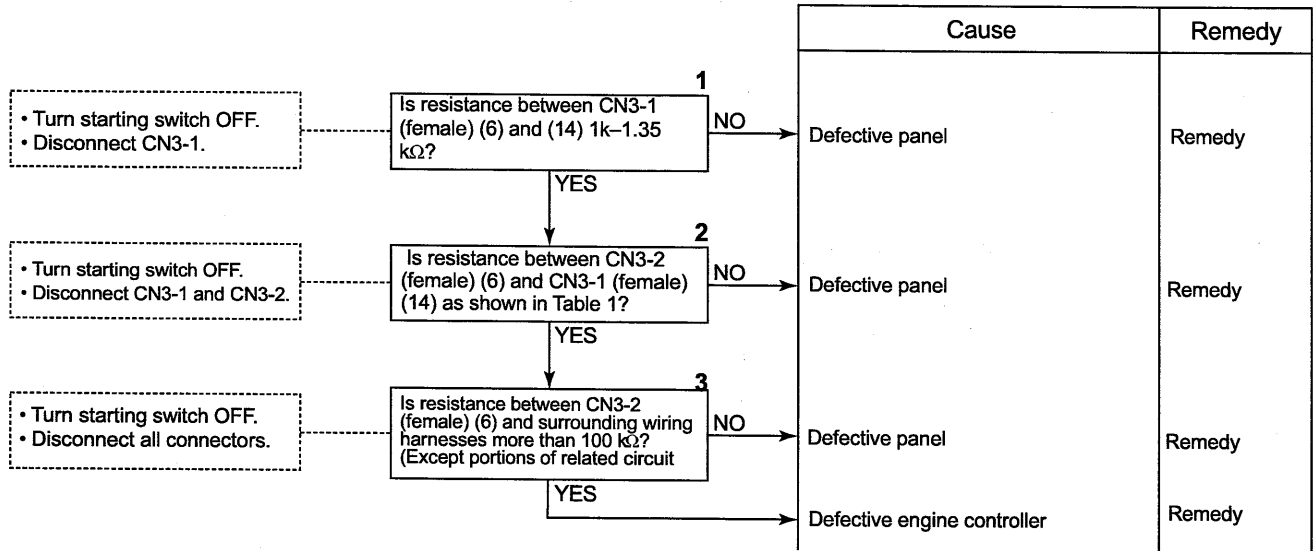 Cause
Remedy
• Turn starting switch OFF.
• Disconnect CN3-1.
1
Is resistance between CN3-1
(female) (6) and (14) 1k–1.35
kΩ?
NO
Defective panel
Remedy
YES
• Turn starting switch OFF.
• Disconnect CN3-1 and CN3-2.
2
Is resistance between CN3-2
(female) (6) and CN3-1 (female)
(14) as shown in Table 1?
NO
Defective panel
Remedy
YES
• Turn starting switch OFF.
• Disconnect all connectors.
3
Is resistance between CN3-2
(female) (6) and surrounding wiring
harnesses more than 100 kΩ?
(Except portions of related circuit
NO
Defective panel
Remedy
YES
Defective engine controller
Remedy